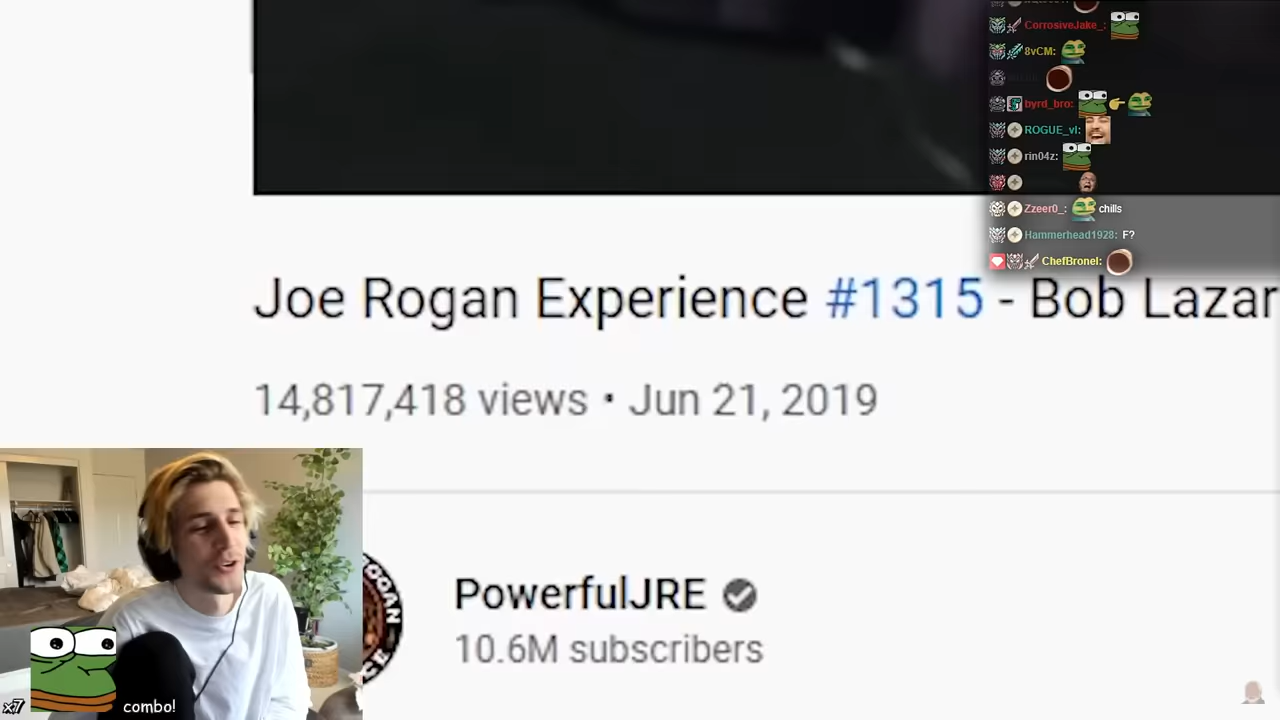 CorrosiveJake_:
8vCM:
byrd_bro:
ROGUE_vl:
rin04z:
Zzeer0_: chills
Hammerhead1928: F?
ChefBronel:
Joe Rogan Experience #1315 - Bob Lazar
14,817,418 views • Jun 21, 2019
PowerfulJRE
10.6M subscribers
x7 combo!